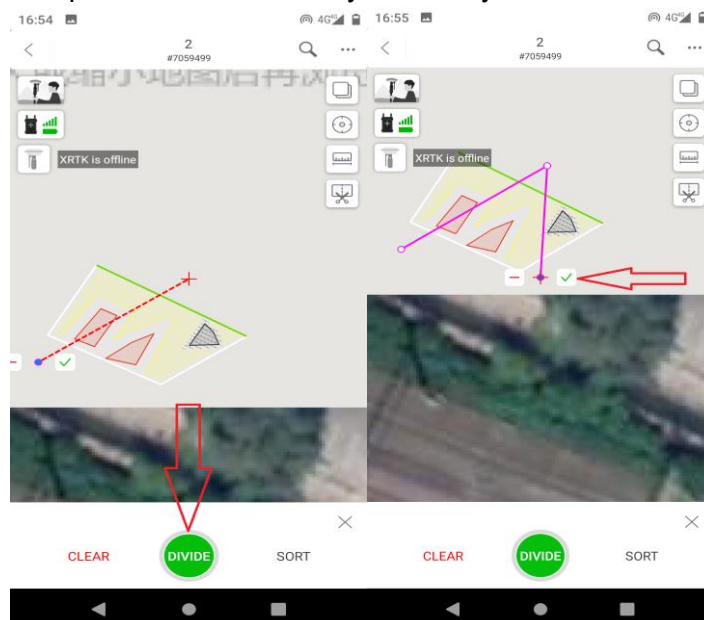 16:54
4G
2
#7059499
XRTK is offline
CLEAR
DIVIDE
SORT
16:55
4G
2
#7059499
XRTK is offline
CLEAR
DIVIDE
SORT